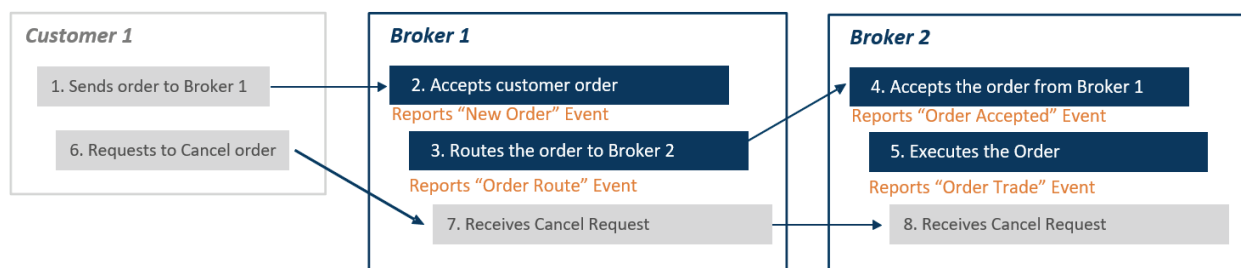 Customer 1
1. Sends order to Broker 1
6. Requests to Cancel order
Broker 1
2. Accepts customer order
Reports “New Order” Event
3. Routes the order to Broker 2
Reports “Order Route” Event
7. Receives Cancel Request
Broker 2
4. Accepts the order from Broker 1
Reports “Order Accepted” Event
5. Executes the Order
Reports “Order Trade” Event
8. Receives Cancel Request